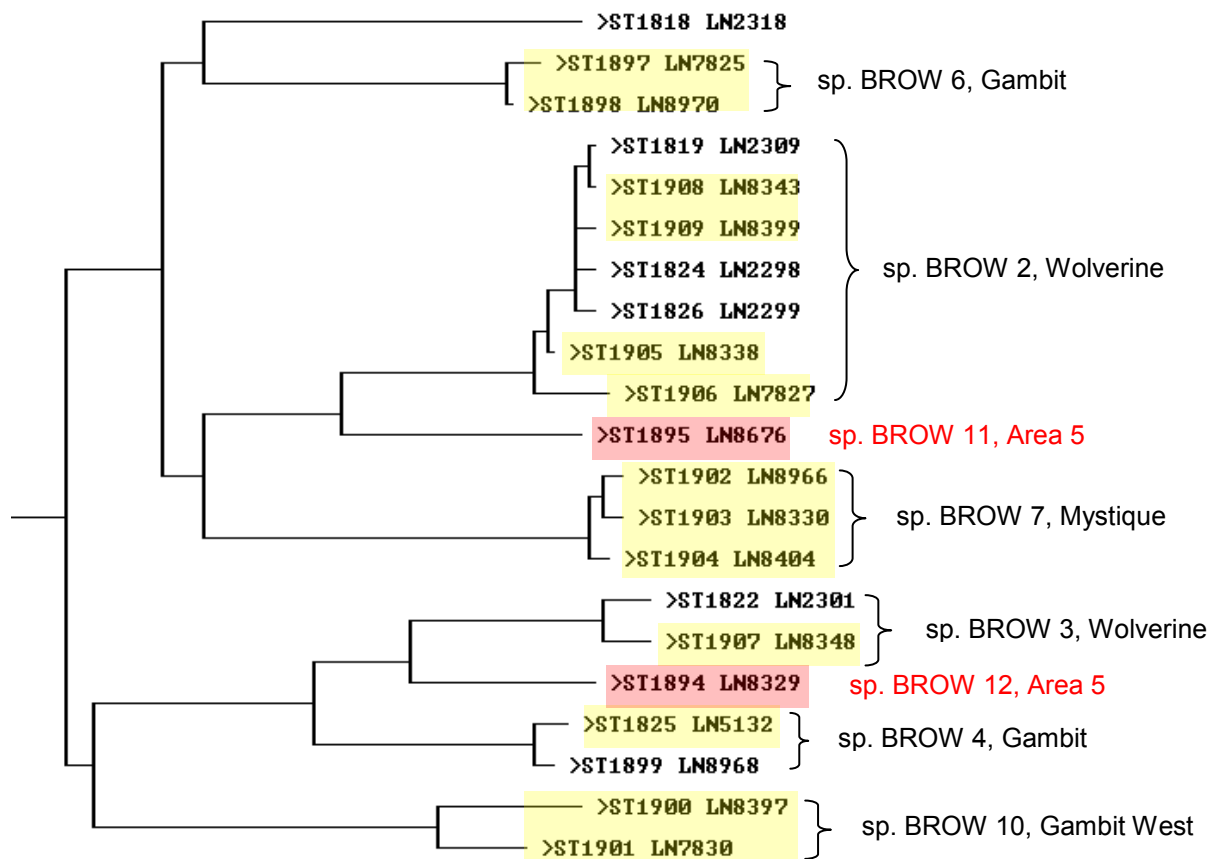 >ST1818 LN2318
>ST1897 LN7825
sp. BROW 6, Gambit
>ST1898 LN8970
>ST1819 LN2309
>ST1908 LN8343
>ST1909 LN8399
>ST1824 LN2298
sp. BROW 2, Wolverine
>ST1826 LN2299
>ST1905 LN8338
>ST1906 LN7827
>ST1895 LN8676
sp. BROW 11, Area 5
>ST1902 LN8966
>ST1903 LN8330
sp. BROW 7, Mystique
>ST1904 LN8404
>ST1822 LN2301
sp. BROW 3, Wolverine
>ST1907 LN8348
>ST1894 LN8329
sp. BROW 12, Area 5
>ST1825 LN5132
sp. BROW 4, Gambit
>ST1899 LN8968
>ST1900 LN8397
sp. BROW 10, Gambit West
>ST1901 LN7830